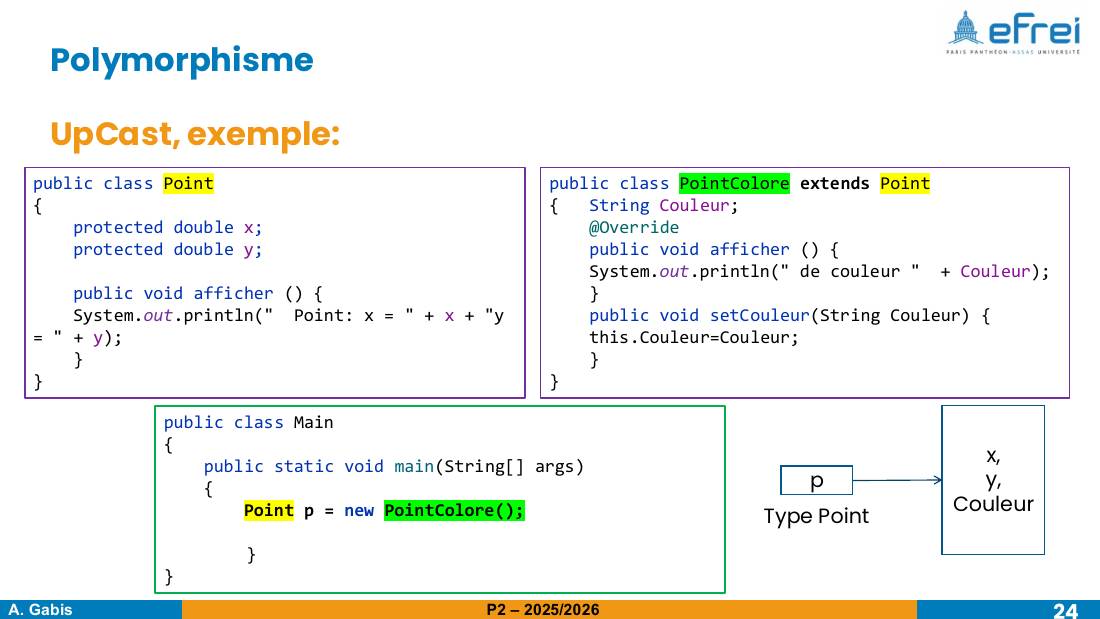 efrei
PARIS PANTHÉON-ASSAS UNIVERSITÉ
Polymorphisme
UpCast, exemple:
public class Point
{
    protected double x;
    protected double y;

    public void afficher () {
    System.out.println("  Point: x = " + x + "y
= " + y);
    }
}
public class PointColore extends Point
{   String Couleur;
    @Override
    public void afficher () {
    System.out.println(" de couleur "  + Couleur);
    }
    public void setCouleur(String Couleur) {
    this.Couleur=Couleur;
    }
}
public class Main
{
    public static void main(String[] args)
    {
        Point p = new PointColore();

        }
}
p
Type Point
x,
y,
Couleur
A. Gabis
P2 – 2025/2026
24